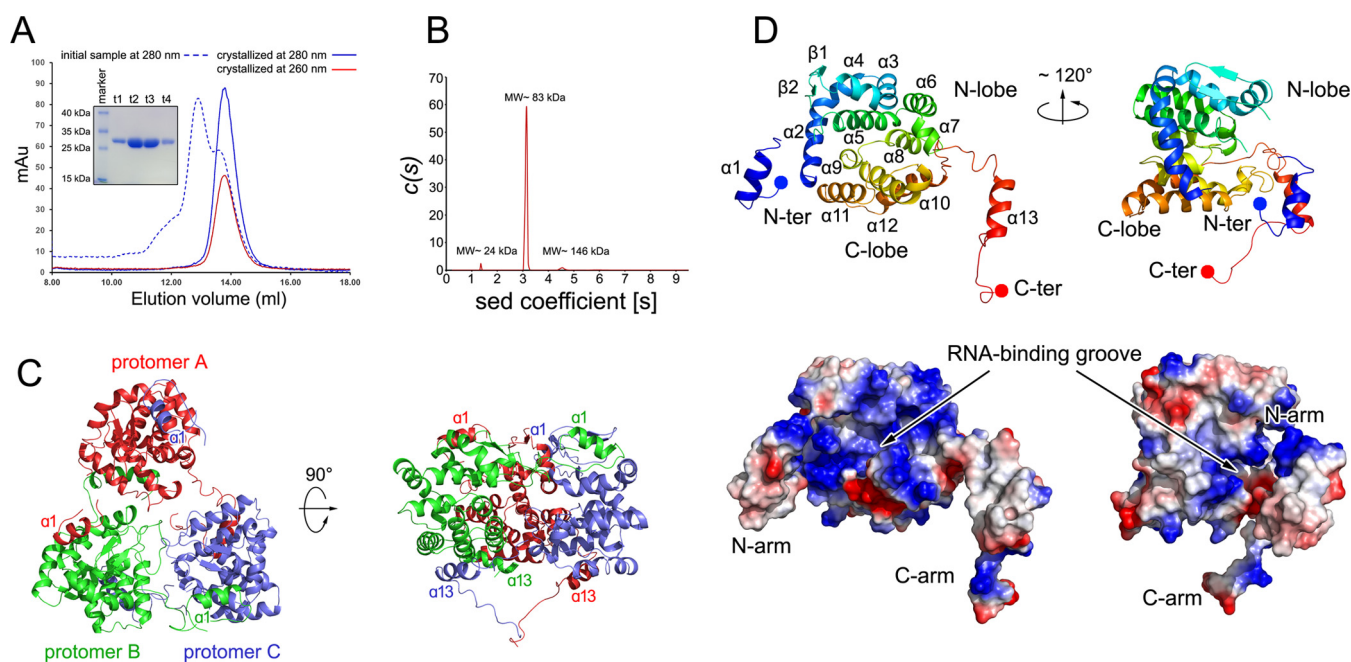 A
initial sample at 280 nm
crystallized at 280 nm
crystallized at 260 nm
mAu
100
90
80
70
60
50
40
30
20
10
0
marker
t1 t2 t3 t4
40 kDa
35 kDa
25 kDa
15 kDa
8.00 10.00 12.00 14.00 16.00 18.00
Elution volume (ml)
B
c(s)
70
60
50
40
30
20
10
0
MW~ 83 kDa
MW~ 24 kDa
MW~ 146 kDa
0 1 2 3 4 5 6 7 8 9
sed coefficient [s]
C
protomer A
α1
α1
α1
protomer B
protomer C
90°
α1
α1
α1
α13
α13
α13
D
β1
β2
α4
α3
α6
N-lobe
α2
α5
α7
α1
α9
α8
N-ter
α11
α12
α10
α13
C-lobe
C-ter
~ 120°
N-lobe
C-lobe
N-ter
C-ter
RNA-binding groove
N-arm
C-arm
N-arm
C-arm